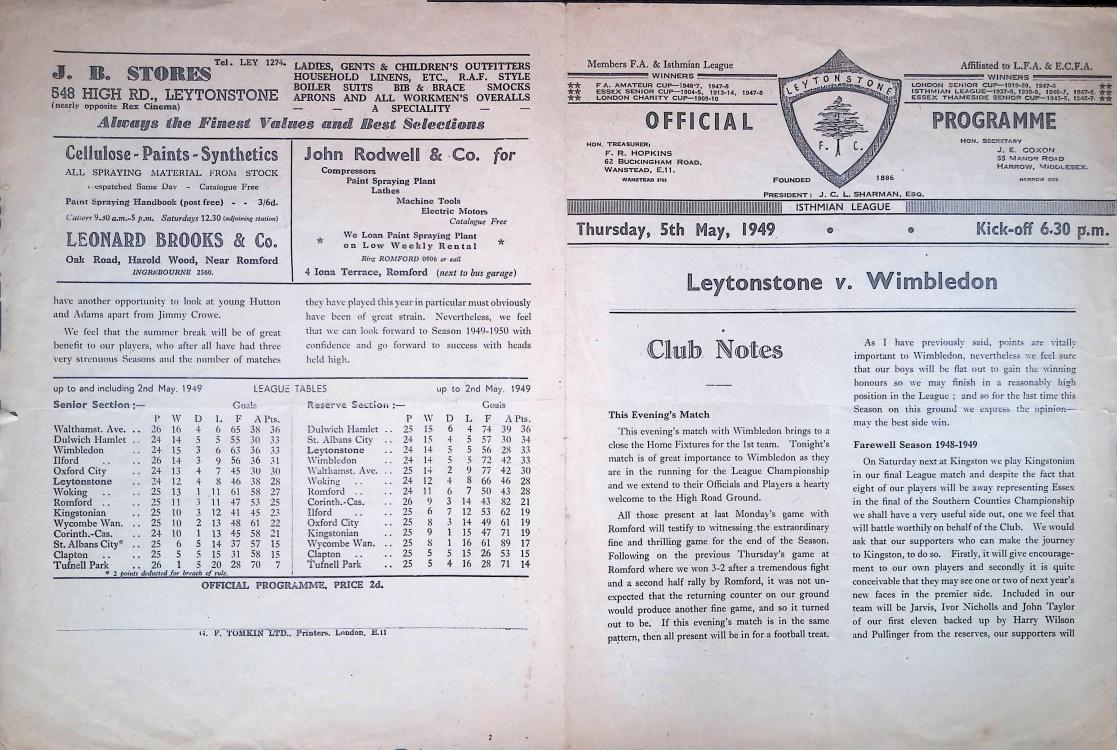 J. B. STORES
Tel. LEY 1274.
548 HIGH RD., LEYTONSTONE
(nearly opposite Rex Cinema)
LADIES, GENTS & CHILDREN'S OUTFITTERS
HOUSEHOLD LINENS, ETC., R.A.F. STYLE
BOILER SUITS BIB & BRACE SMOCKS
APRONS AND ALL WORKMEN'S OVERALLS
— A SPECIALITY —
Always the Finest Values and Best Selections
Cellulose - Paints - Synthetics
ALL SPRAYING MATERIAL FROM STOCK
espatched Same Day - Catalogue Free
Paint Spraying Handbook (post free) - - 3/6d.
Callers 9.30 a.m.-5 p.m. Saturdays 12.30 (adjoining station)
LEONARD BROOKS & Co.
Oak Road, Harold Wood, Near Romford
INGREBOURNE 2560.
John Rodwell & Co. for
Compressors
Paint Spraying Plant
Lathes
Machine Tools
Electric Motors
Catalogue Free
We Loan Paint Spraying Plant
* on Low Weekly Rental *
Ring ROMFORD 0906 or call
4 Iona Terrace, Romford (next to bus garage)
have another opportunity to look at young Hutton
and Adams apart from Jimmy Crowe.
We feel that the summer break will be of great
benefit to our players, who after all have had three
very strenuous Seasons and the number of matches
they have played this year in particular must obviously
have been of great strain. Nevertheless, we feel
that we can look forward to Season 1949-1950 with
confidence and go forward to success with heads
held high.
up to and including 2nd May. 1949 LEAGUE TABLES up to 2nd May. 1949
Senior Section :— Goals
P W D L F A Pts.
Walthamst. Ave. .. 26 16 4 6 65 38 36
Dulwich Hamlet .. 24 14 5 5 55 30 33
Wimbledon .. 24 15 3 6 63 36 33
Ilford .. .. 26 14 3 9 56 36 31
Oxford City .. 24 13 4 7 45 30 30
Leytonstone .. 24 12 4 8 46 38 28
Woking .. .. 25 13 1 11 61 58 27
Romford .. .. 25 11 3 11 47 53 25
Kingstonian .. 25 10 3 12 41 45 23
Wycombe Wan. .. 25 10 2 13 48 61 22
Corinth.-Cas. .. 24 10 1 13 45 58 21
St. Albans City* .. 25 6 5 14 37 57 15
Clapton .. .. 25 5 5 15 31 58 15
Tufnell Park .. 26 1 5 20 28 70 7
* 2 points deducted for breach of rule.
Reserve Section :— Goals
P W D L F A Pts.
Dulwich Hamlet .. 25 15 6 4 74 39 36
St. Albans City .. 24 15 4 5 57 30 34
Leytonstone .. 24 14 5 5 56 28 33
Wimbledon .. 24 14 5 5 72 42 33
Walthamst. Ave. .. 25 14 2 9 77 42 30
Woking .. .. 24 12 4 8 66 46 28
Romford .. .. 24 11 6 7 50 43 28
Corinth.-Cas. .. 26 9 3 14 43 82 21
Ilford .. .. 25 6 7 12 53 62 19
Oxford City .. 25 8 3 14 49 61 19
Kingstonian .. 25 9 1 15 47 71 19
Wycombe Wan. .. 25 8 1 16 61 89 17
Clapton .. .. 25 5 5 15 26 53 15
Tufnell Park .. 25 5 4 16 28 71 14
OFFICIAL PROGRAMME, PRICE 2d.
G. F. TOMKIN LTD., Printers, London, E.11
Members F.A. & Isthmian League
WINNERS
F.A. AMATEUR CUP—1946-7, 1947-8
ESSEX SENIOR CUP—1904-5, 1913-14, 1947-8
LONDON CHARITY CUP—1909-10
OFFICIAL
HON. TREASURER:
F. R. HOPKINS
62 BUCKINGHAM ROAD,
WANSTEAD, E.11.
WANSTEAD
LEYTONSTONE
F. C.
FOUNDED 1886
PRESIDENT: J. C. L. SHARMAN, ESQ.
ISTHMIAN LEAGUE
Affiliated to L.F.A. & E.C.F.A.
WINNERS
LONDON SENIOR CUP—1919-20, 1947-8
ISTHMIAN LEAGUE—1937-8, 1938-9, 1946-7, 1947-8.
ESSEX THAMESIDE SENIOR CUP—1945-6, 1946-7.
PROGRAMME
HON. SECRETARY
J. E. COXON
55 MANOR ROAD
HARROW, MIDDLESEX.
HARROW
Thursday, 5th May, 1949 • • Kick-off 6.30 p.m.
Leytonstone v. Wimbledon
Club Notes
This Evening's Match
This evening's match with Wimbledon brings to a
close the Home Fixtures for the 1st team. Tonight's
match is of great importance to Wimbledon as they
are in the running for the League Championship
and we extend to their Officials and Players a hearty
welcome to the High Road Ground.
All those present at last Monday's game with
Romford will testify to witnessing the extraordinary
fine and thrilling game for the end of the Season.
Following on the previous Thursday's game at
Romford where we won 3-2 after a tremendous fight
and a second half rally by Romford, it was not un-
expected that the returning counter on our ground
would produce another fine game, and so it turned
out to be. If this evening's match is in the same
pattern, then all present will be in for a football treat.
As I have previously said, points are vitally
important to Wimbledon, nevertheless we feel sure
that our boys will be flat out to gain the winning
honours so we may finish in a reasonably high
position in the League ; and so for the last time this
Season on this ground we express the opinion—
may the best side win.
Farewell Season 1948-1949
On Saturday next at Kingston we play Kingstonian
in our final League match and despite the fact that
eight of our players will be away representing Essex
in the final of the Southern Counties Championship
we shall have a very useful side out, one we feel that
will battle worthily on behalf of the Club. We would
ask that our supporters who can make the journey
to Kingston, to do so. Firstly, it will give encourage-
ment to our own players and secondly it is quite
conceivable that they may see one or two of next year's
new faces in the premier side. Included in our
team will be Jarvis, Ivor Nicholls and John Taylor
of our first eleven backed up by Harry Wilson
and Pullinger from the reserves, our supporters will